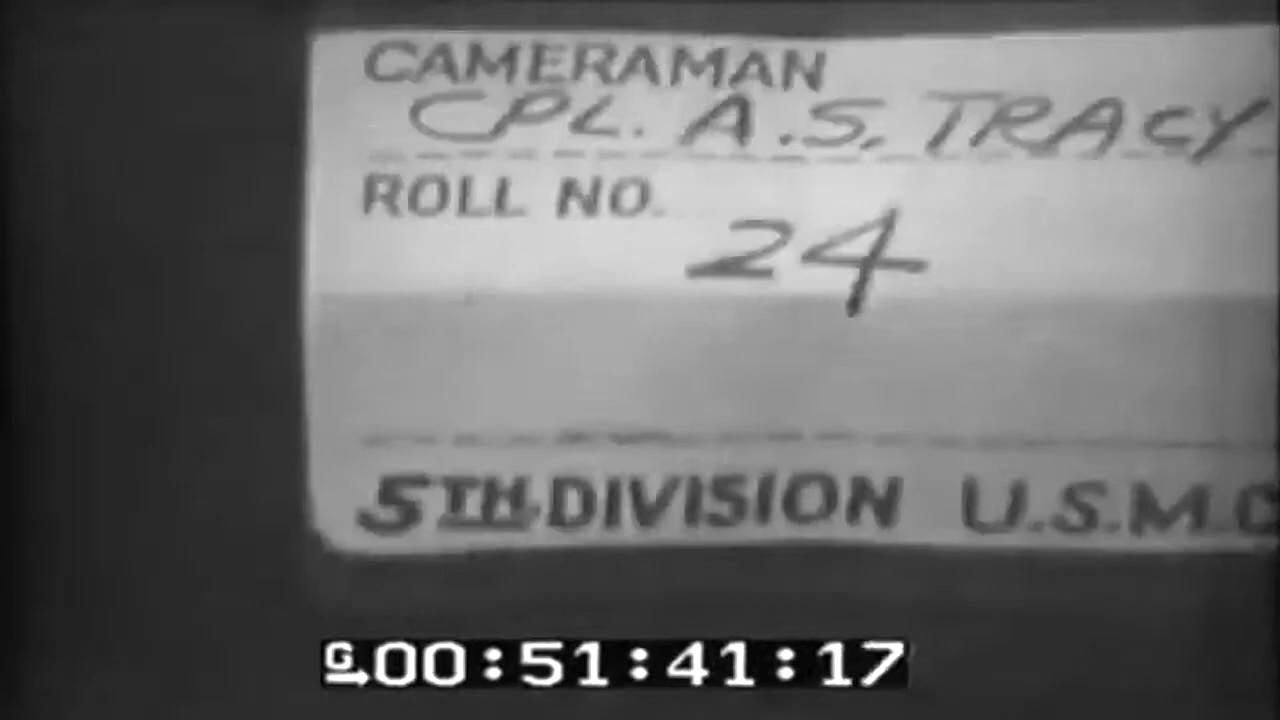 CAMERAMAN
CPL. A.S. TRACY
ROLL NO.
24
5TH DIVISION U.S.M.C
00:51:41:17